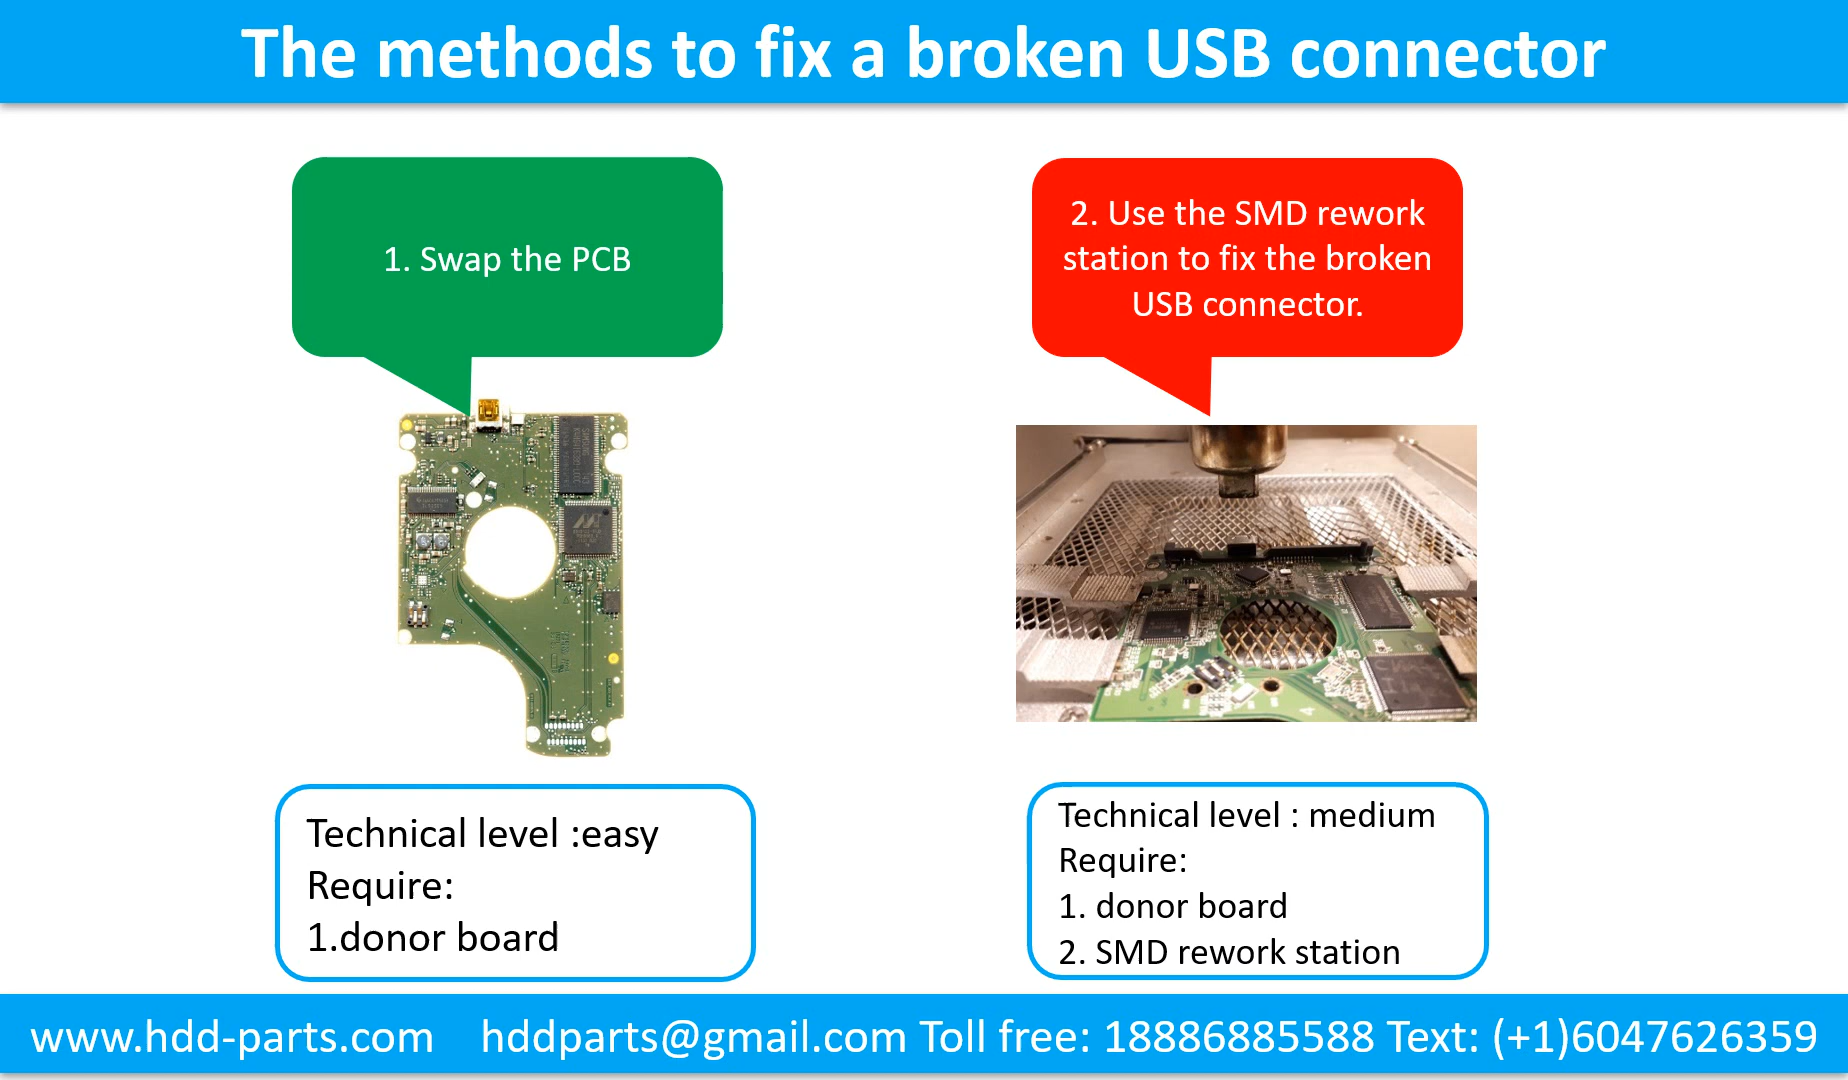 The methods to fix a broken USB connector
1. Swap the PCB
2. Use the SMD rework
station to fix the broken
USB connector.
Technical level :easy
Require:
1.donor board
Technical level : medium
Require:
1. donor board
2. SMD rework station
www.hdd-parts.com hddparts@gmail.com Toll free: 18886885588 Text: (+1)6047626359